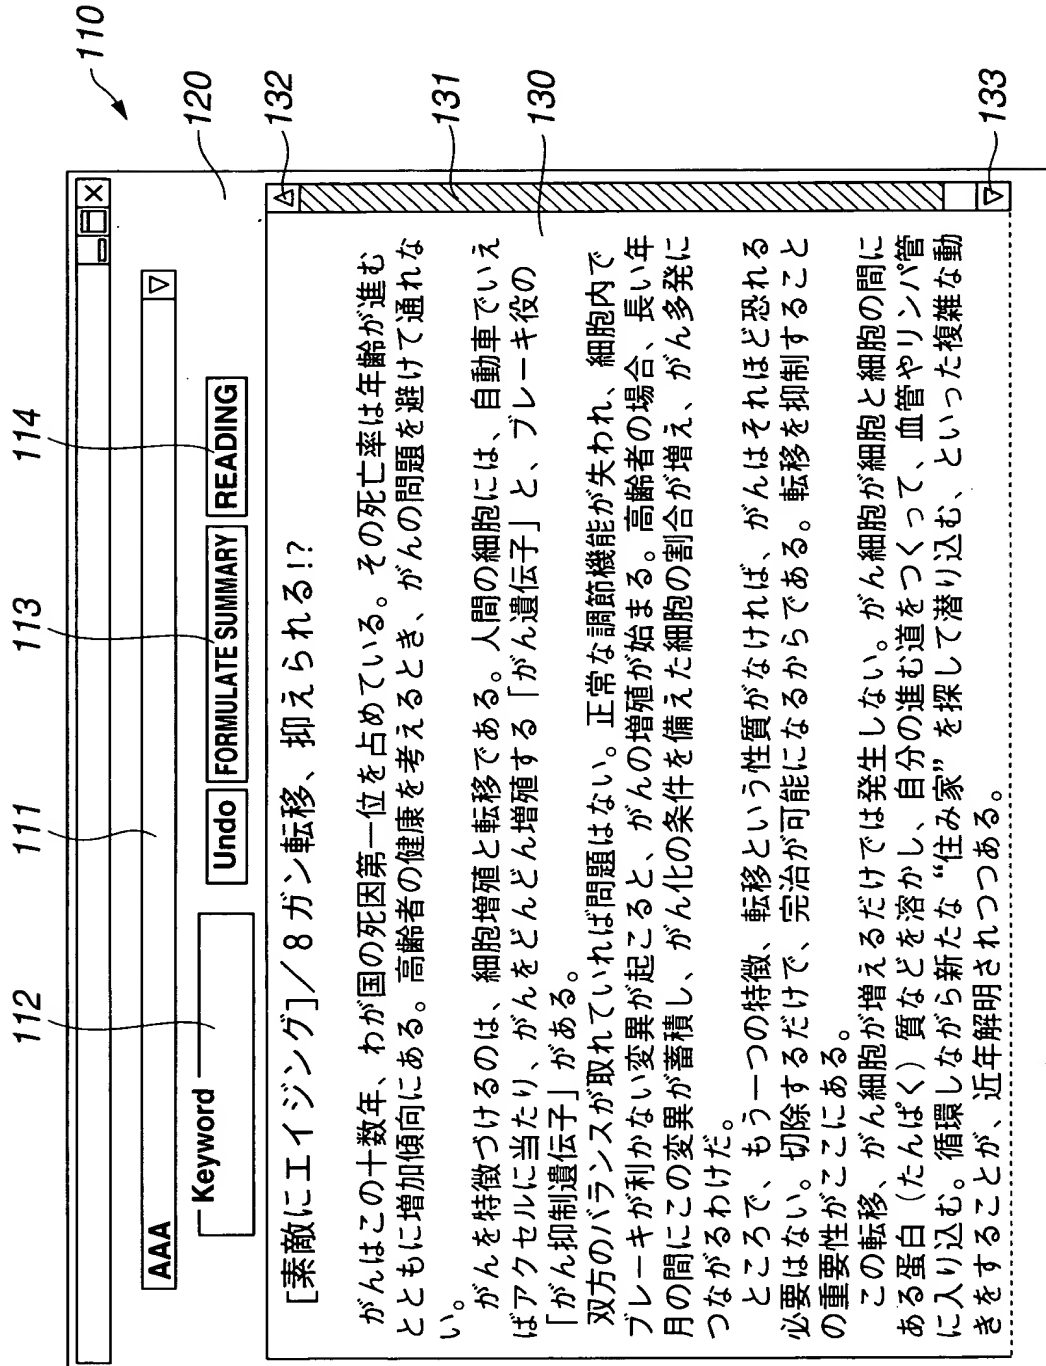 110
112
111
113
114
AAA
Keyword
Undo
FORMULATE SUMMARY
READING
120
132
131
130
133
[素敵にエイジング]／8 ガン転移、抑えられる!?
がんはこの十数年、わが国の死因第一位を占めている。その死亡率は年齢が進む
とともに増加傾向にある。高齢者の健康を考えるとき、がんの問題を避けて通れな
い。
がんを特徴づけるのは、細胞増殖と転移である。人間の細胞には、自動車でいえ
ばアクセルに当たり、がんをどんどん増殖する「がん遺伝子」と、ブレーキ役の
「がん抑制遺伝子」がある。
双方のバランスが取れていれば問題はない。正常な調節機能が失われ、細胞内で
ブレーキが利かない変異が起こると、がんの増殖が始まる。高齢者の場合、長い年
月の間にこの変異が蓄積し、がん化の条件を備えた細胞の割合が増え、がん多発に
つながるわけだ。
ところで、もう一つの特徴、転移という性質がなければ、がんはそれほど恐れる
必要はない。切除するだけで、完治が可能になるからである。転移を抑制すること
の重要性がここにある。
この転移、がん細胞が増えるだけでは発生しない。がん細胞が細胞と細胞の間に
ある蛋白（たんぱく）質などを溶かし、自分の進む道をつくって、血管やリンパ管
に入り込む。循環しながら新たな“住み家”を探して潜り込む、といった複雑な動
きをすることが、近年解明されつつある。